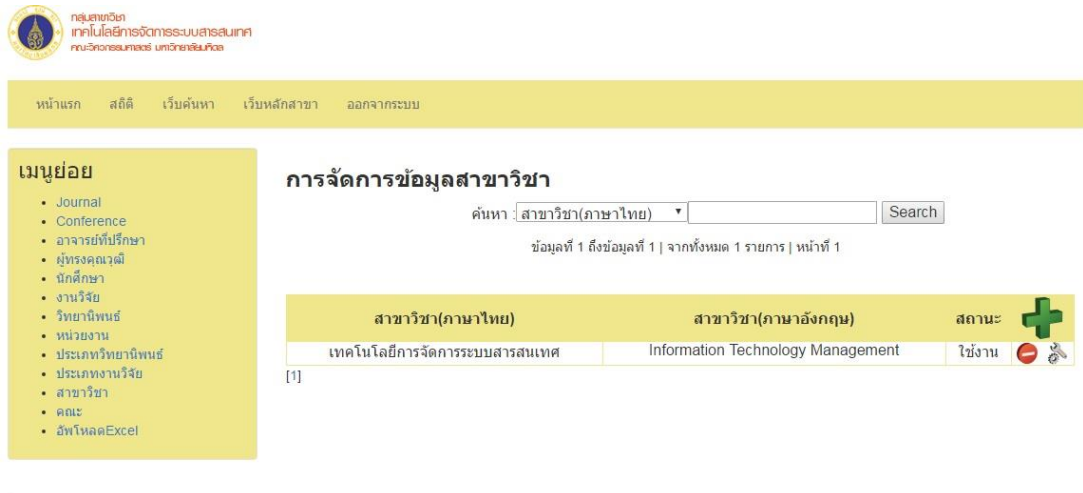 กลุ่มสาขาวิชา
เทคโนโลยีการจัดการระบบสารสนเทศ
คณะวิศวกรรมศาสตร์ มหาวิทยาลัยมหิดล
หน้าแรก สถิติ เว็บค้นหา เว็บหลักสาขา ออกจากระบบ
เมนูย่อย
Journal
Conference
อาจารย์ที่ปรึกษา
ผู้ทรงคุณวุฒิ
นักศึกษา
งานวิจัย
วิทยานิพนธ์
หน่วยงาน
ประเภทวิทยานิพนธ์
ประเภทงานวิจัย
สาขาวิชา
คณะ
อัพโหลดExcel
การจัดการข้อมูลสาขาวิชา
ค้นหา : สาขาวิชา(ภาษาไทย) Search
ข้อมูลที่ 1 ถึงข้อมูลที่ 1 | จากทั้งหมด 1 รายการ | หน้าที่ 1
สาขาวิชา(ภาษาไทย) สาขาวิชา(ภาษาอังกฤษ) สถานะ
เทคโนโลยีการจัดการระบบสารสนเทศ Information Technology Management ใช้งาน
[1]